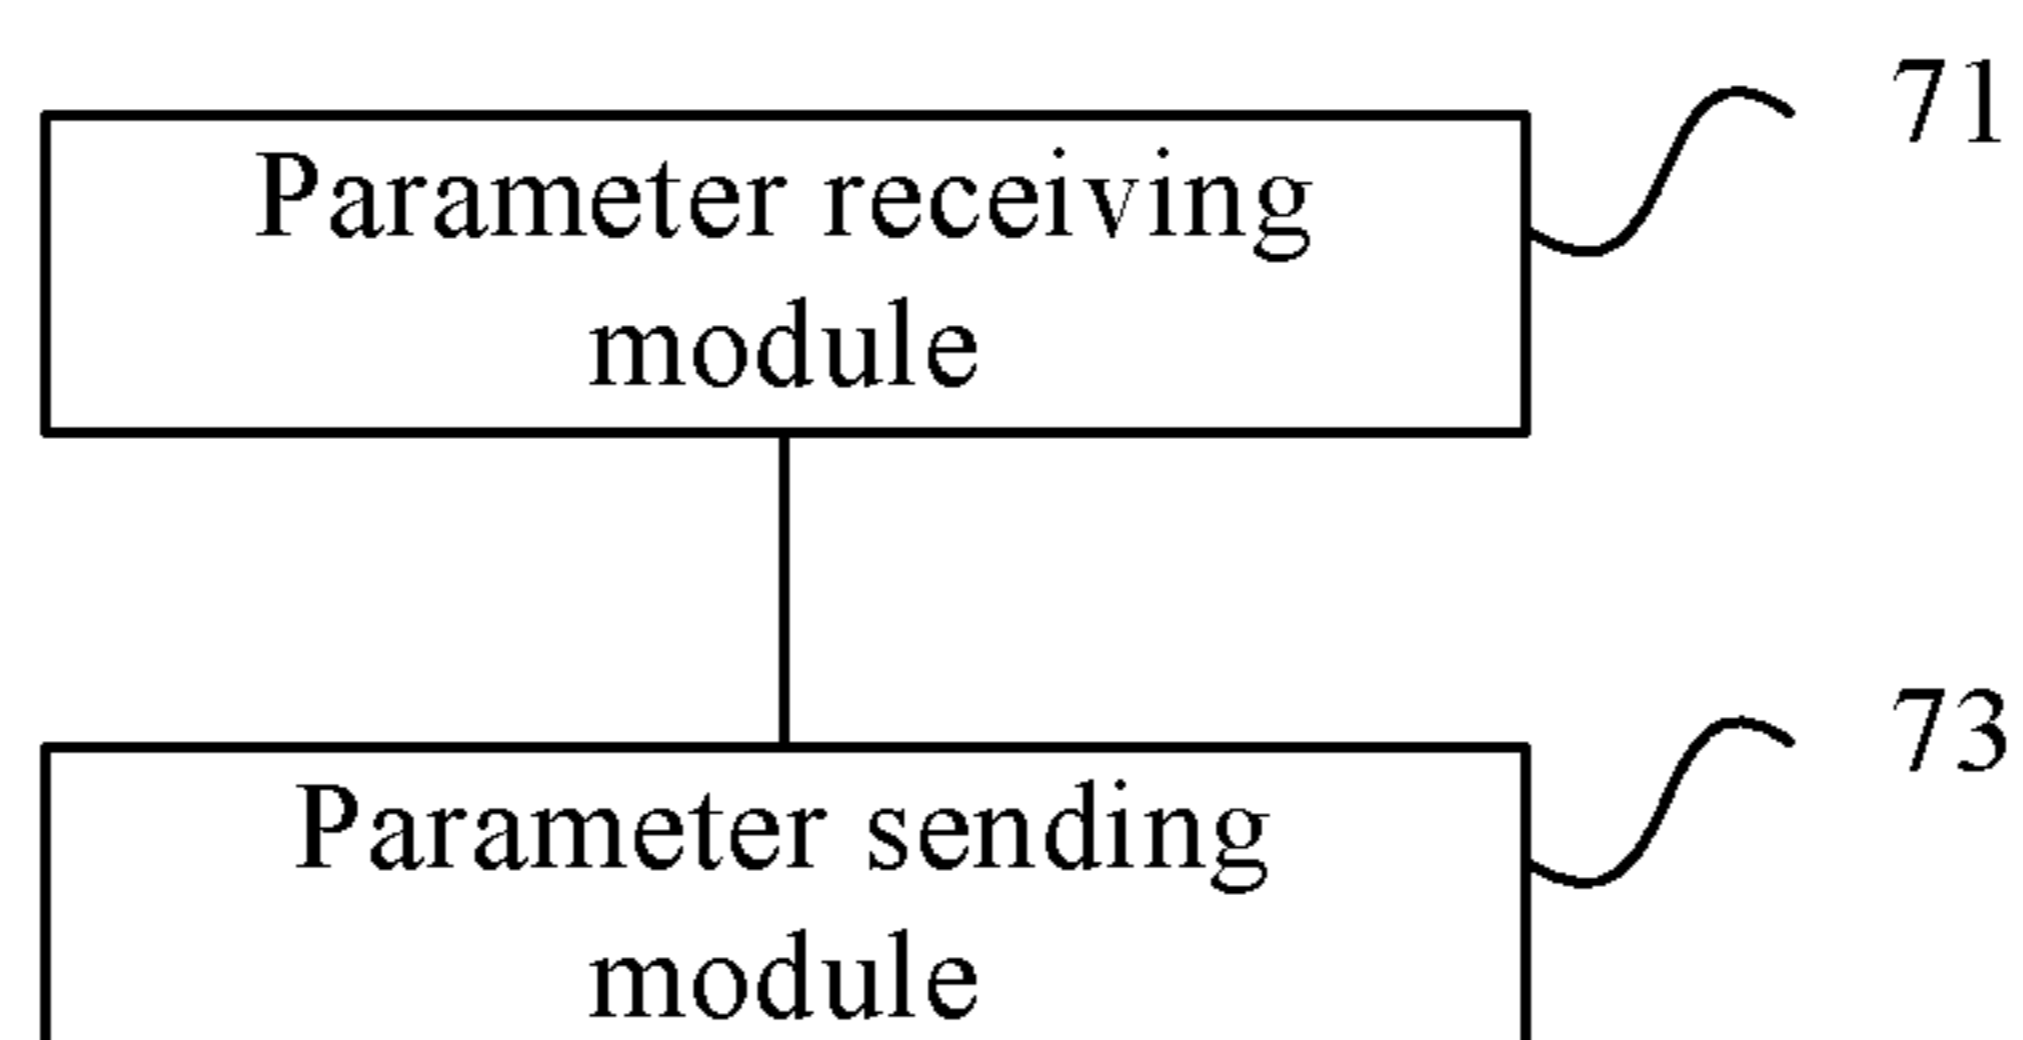 71
Parameter receiving
module
73
Parameter sending
module